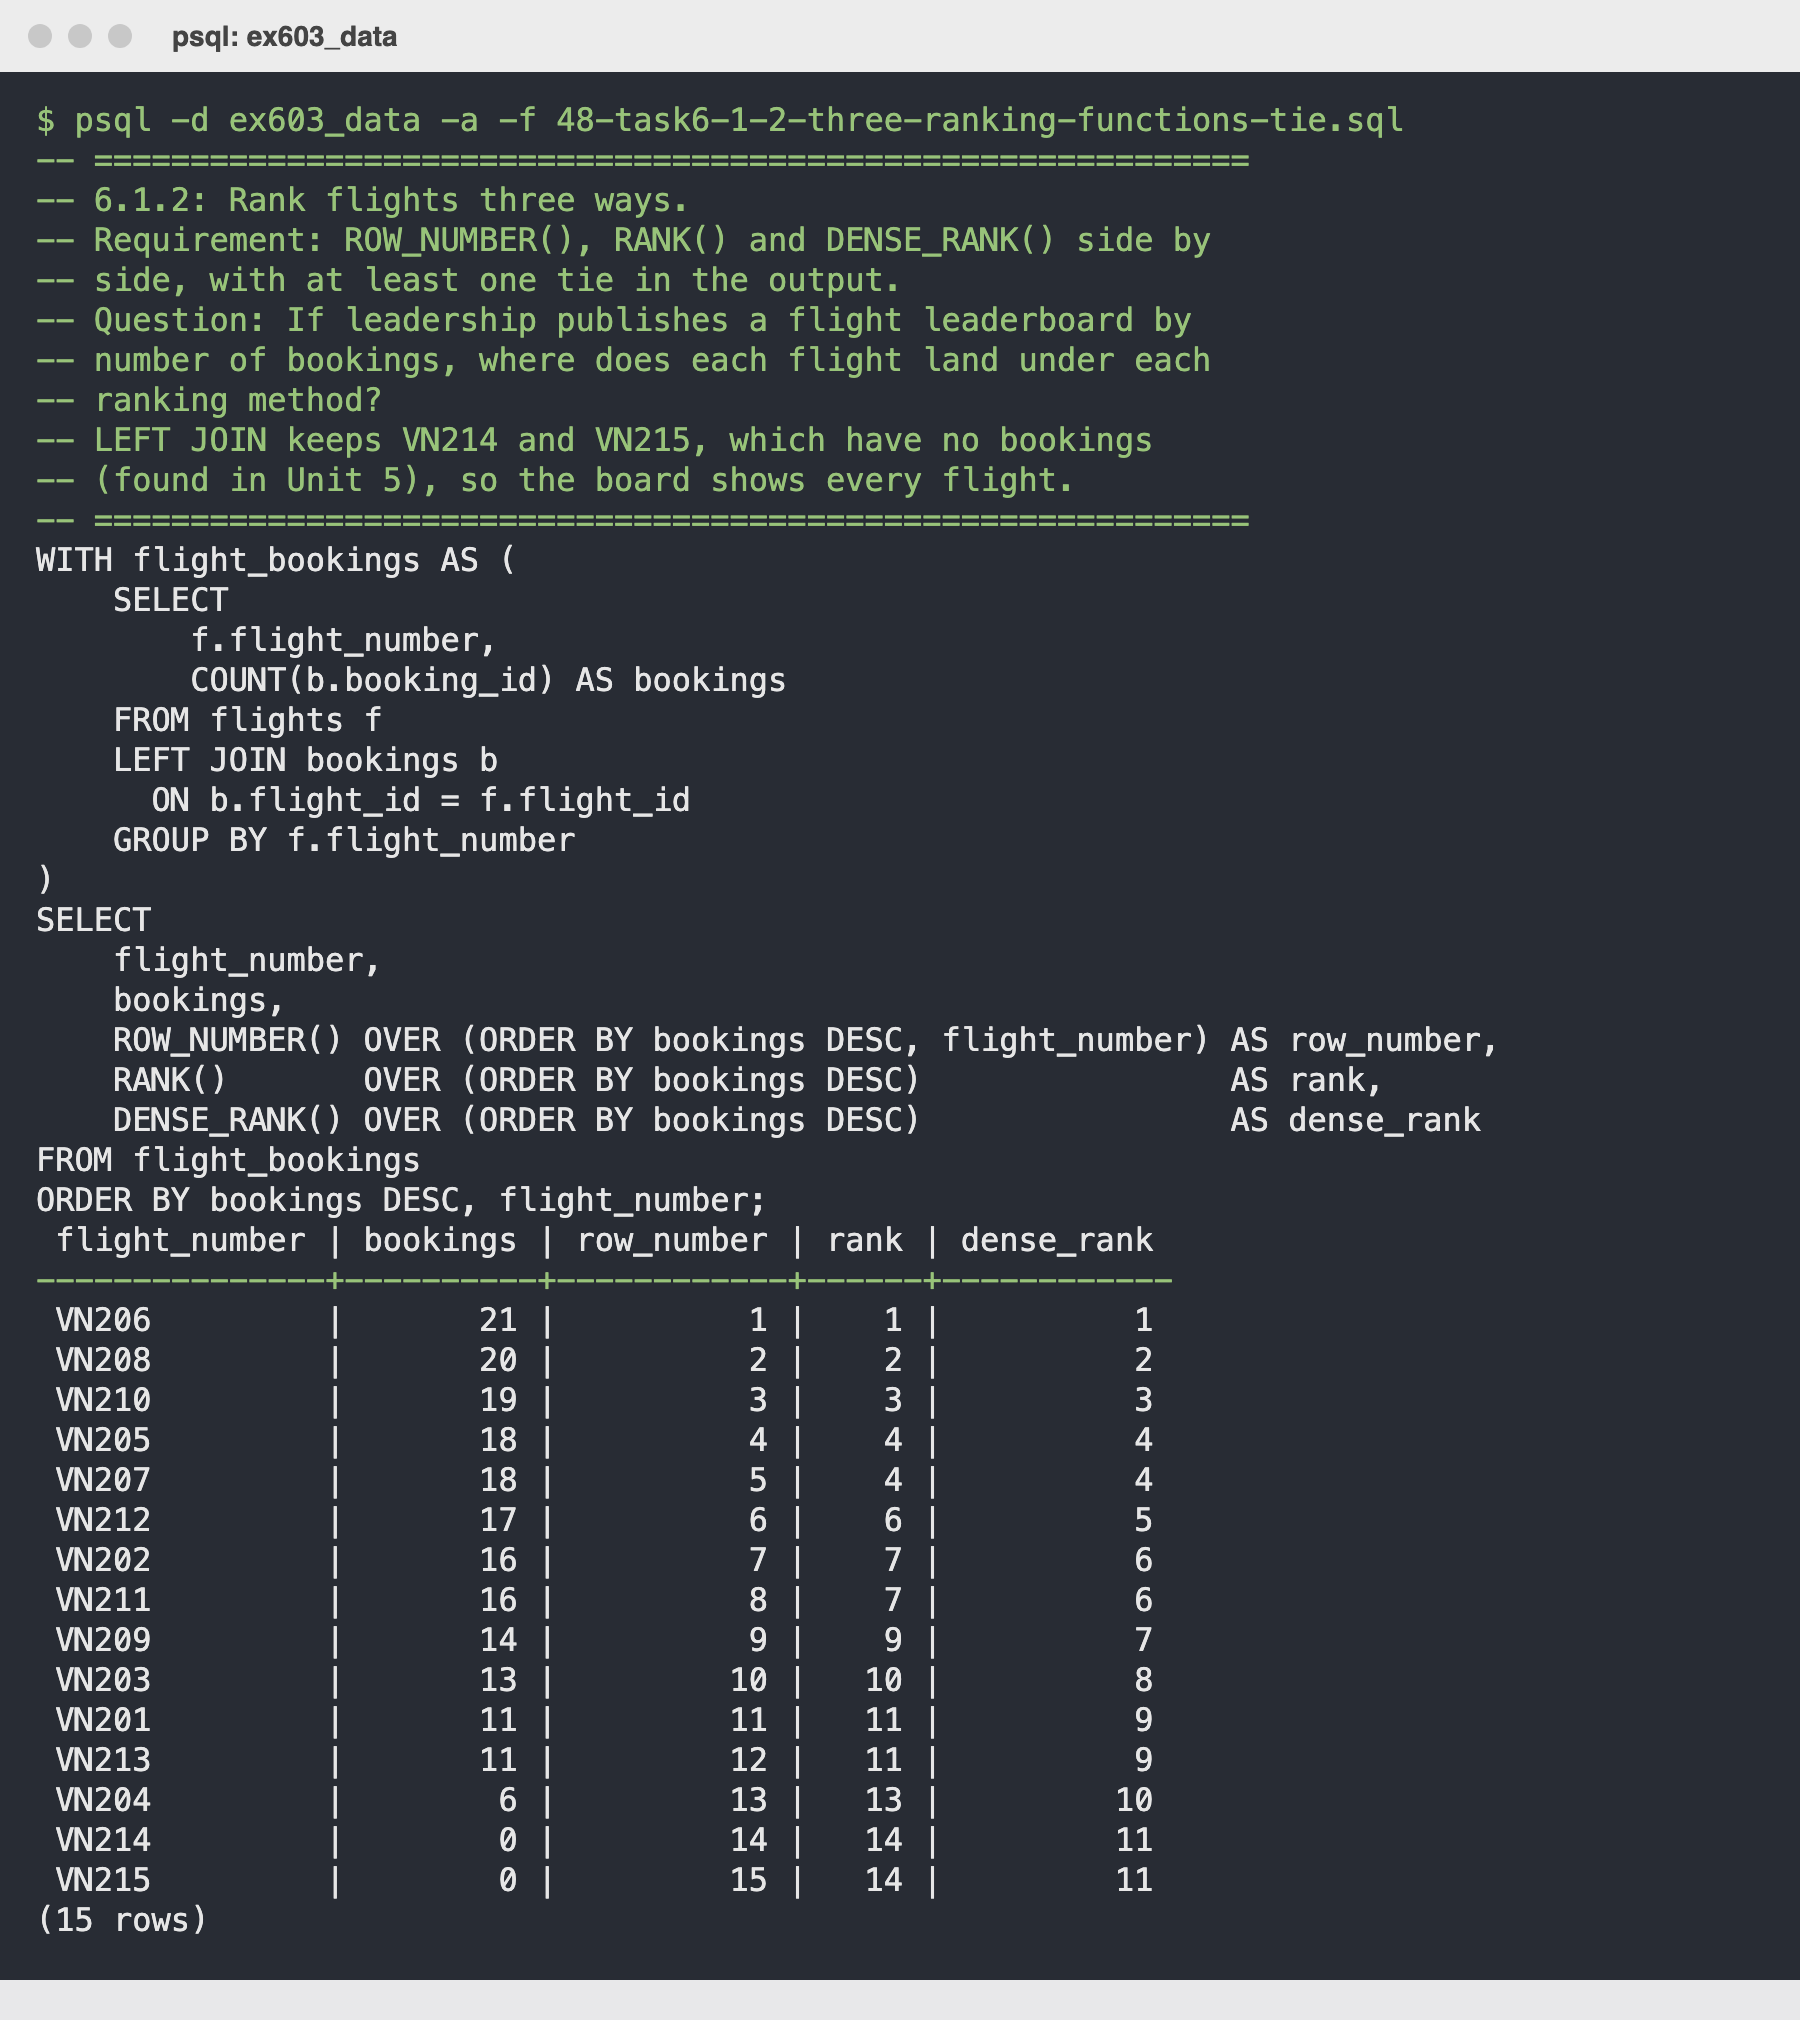 psql: ex603_data
$ psql -d ex603_data -a -f 48-task6-1-2-three-ranking-functions-tie.sql
-- ============================================================
-- 6.1.2: Rank flights three ways.
-- Requirement: ROW_NUMBER(), RANK() and DENSE_RANK() side by
-- side, with at least one tie in the output.
-- Question: If leadership publishes a flight leaderboard by
-- number of bookings, where does each flight land under each
-- ranking method?
-- LEFT JOIN keeps VN214 and VN215, which have no bookings
-- (found in Unit 5), so the board shows every flight.
-- ============================================================
WITH flight_bookings AS (
    SELECT
        f.flight_number,
        COUNT(b.booking_id) AS bookings
    FROM flights f
    LEFT JOIN bookings b
      ON b.flight_id = f.flight_id
    GROUP BY f.flight_number
)
SELECT
    flight_number,
    bookings,
    ROW_NUMBER() OVER (ORDER BY bookings DESC, flight_number) AS row_number,
    RANK()       OVER (ORDER BY bookings DESC)                AS rank,
    DENSE_RANK() OVER (ORDER BY bookings DESC)                AS dense_rank
FROM flight_bookings
ORDER BY bookings DESC, flight_number;
 flight_number | bookings | row_number | rank | dense_rank
---------------+----------+------------+------+------------
 VN206         |       21 |          1 |    1 |          1
 VN208         |       20 |          2 |    2 |          2
 VN210         |       19 |          3 |    3 |          3
 VN205         |       18 |          4 |    4 |          4
 VN207         |       18 |          5 |    4 |          4
 VN212         |       17 |          6 |    6 |          5
 VN202         |       16 |          7 |    7 |          6
 VN211         |       16 |          8 |    7 |          6
 VN209         |       14 |          9 |    9 |          7
 VN203         |       13 |         10 |   10 |          8
 VN201         |       11 |         11 |   11 |          9
 VN213         |       11 |         12 |   11 |          9
 VN204         |        6 |         13 |   13 |         10
 VN214         |        0 |         14 |   14 |         11
 VN215         |        0 |         15 |   14 |         11
(15 rows)